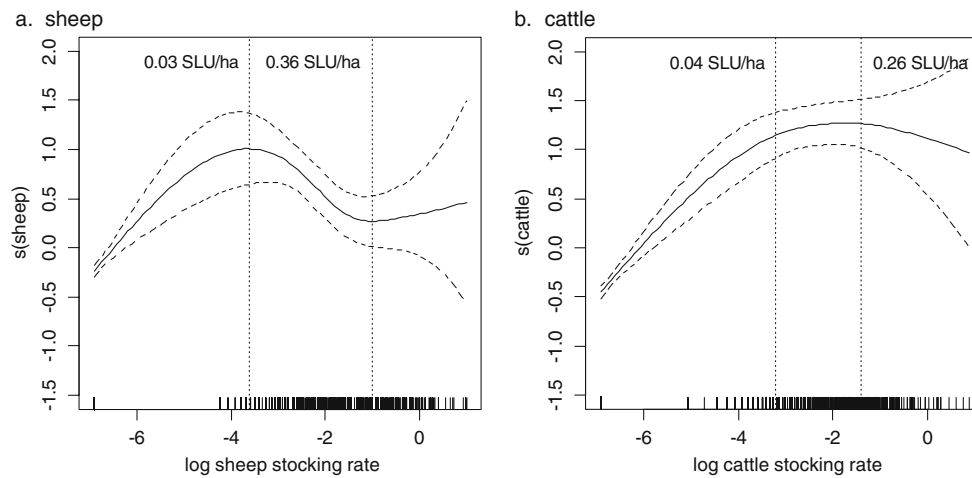 a. sheep
0.03 SLU/ha
0.36 SLU/ha
2.0
1.5
1.0
0.5
0.0
-0.5
-1.0
-1.5
s(sheep)
-6
-4
-2
0
log sheep stocking rate
b. cattle
0.04 SLU/ha
0.26 SLU/ha
2.0
1.5
1.0
0.5
0.0
-0.5
-1.0
-1.5
s(cattle)
-6
-4
-2
0
log cattle stocking rate